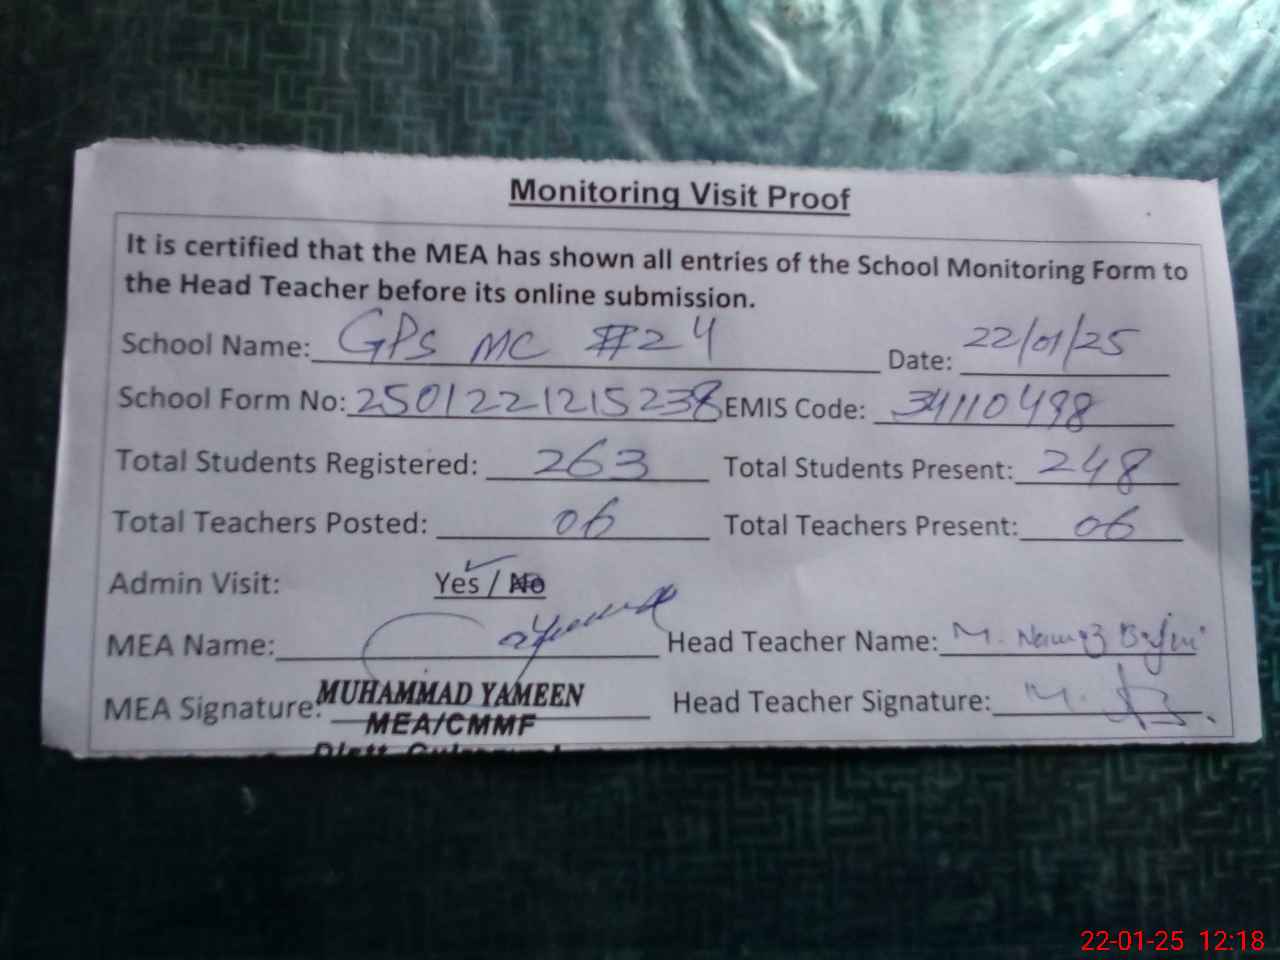 Monitoring Visit Proof
It is certified that the MEA has shown all entries of the School Monitoring Form to
the Head Teacher before its online submission.
School Name: GPS MC #24 Date: 22/01/25
School Form No: 2501221215238 EMIS Code: 34110498
Total Students Registered: 263 Total Students Present: 248
Total Teachers Posted: 06 Total Teachers Present: 06
Admin Visit: Yes / No
MEA Name: Head Teacher Name: M.
MEA Signature: MUHAMMAD YAMEEN Head Teacher Signature: M.
MEA/CMMF
22-01-25 12:18